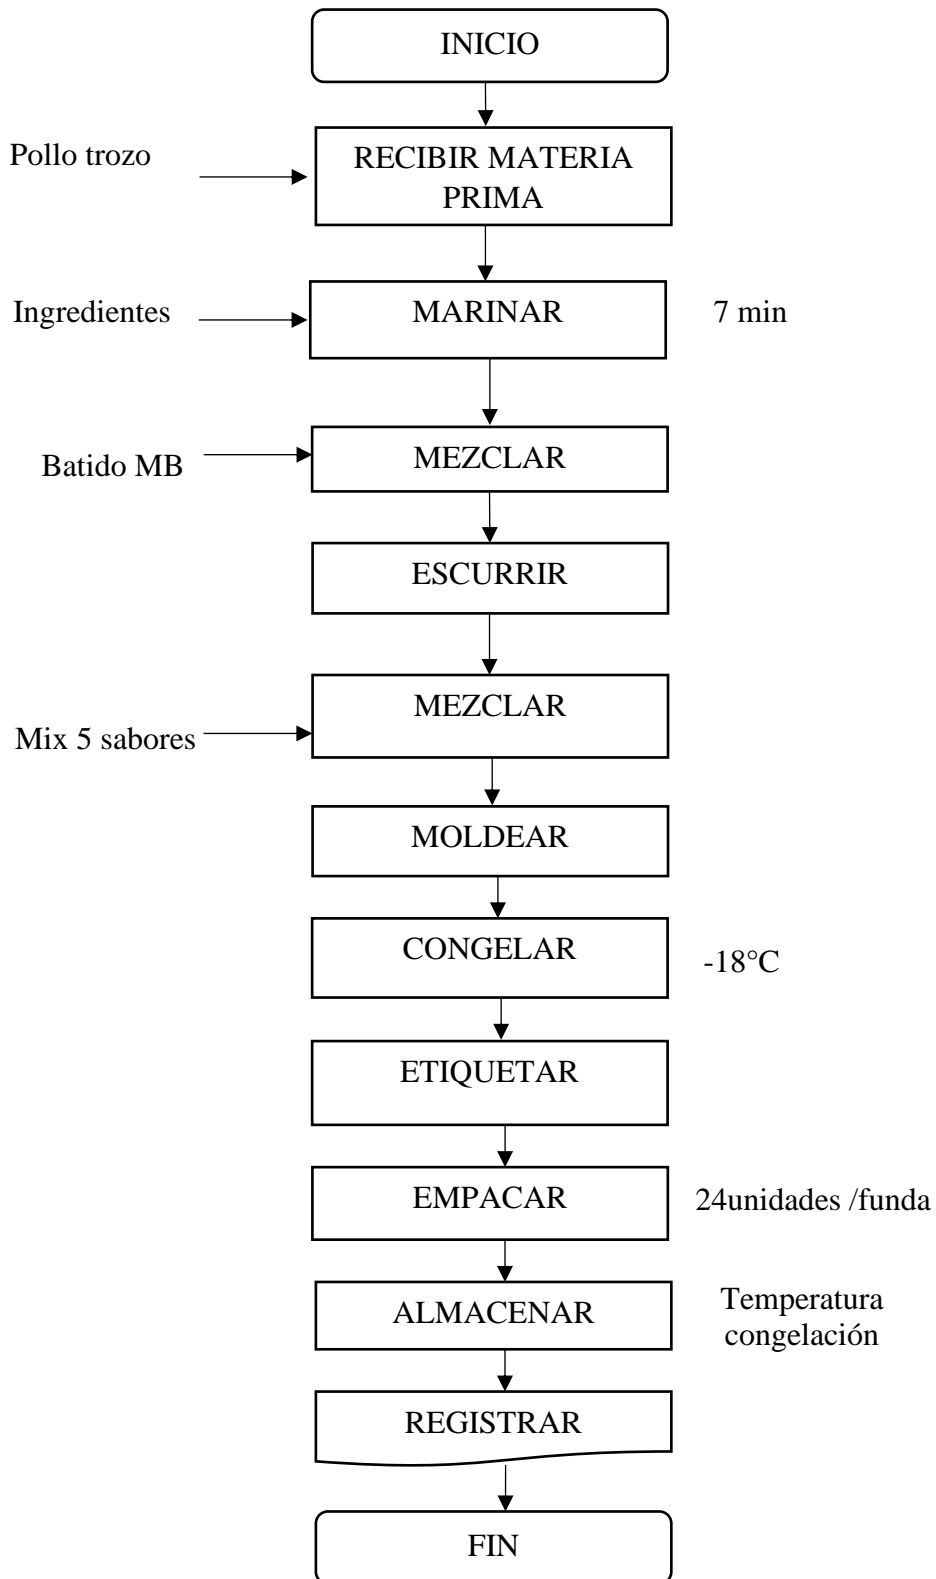 INICIO
Pollo trozo
RECIBIR MATERIA
PRIMA
Ingredientes
MARINAR
7 min
Batido MB
MEZCLAR
ESCURRIR
Mix 5 sabores
MEZCLAR
MOLDEAR
CONGELAR
-18°C
ETIQUETAR
EMPACAR
24unidades /funda
ALMACENAR
Temperatura
congelación
REGISTRAR
FIN